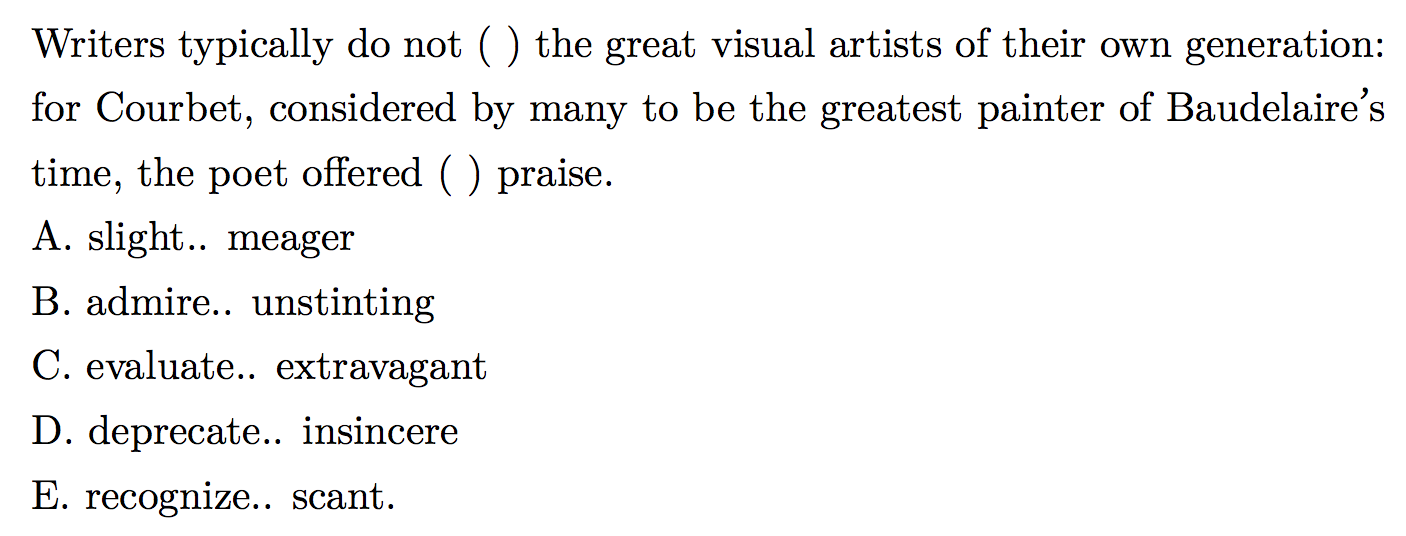 Writers typically do not ( ) the great visual artists of their own generation:
for Courbet, considered by many to be the greatest painter of Baudelaire's
time, the poet offered ( ) praise.
A. slight.. meager
B. admire.. unstinting
C. evaluate.. extravagant
D. deprecate.. insincere
E. recognize.. scant.